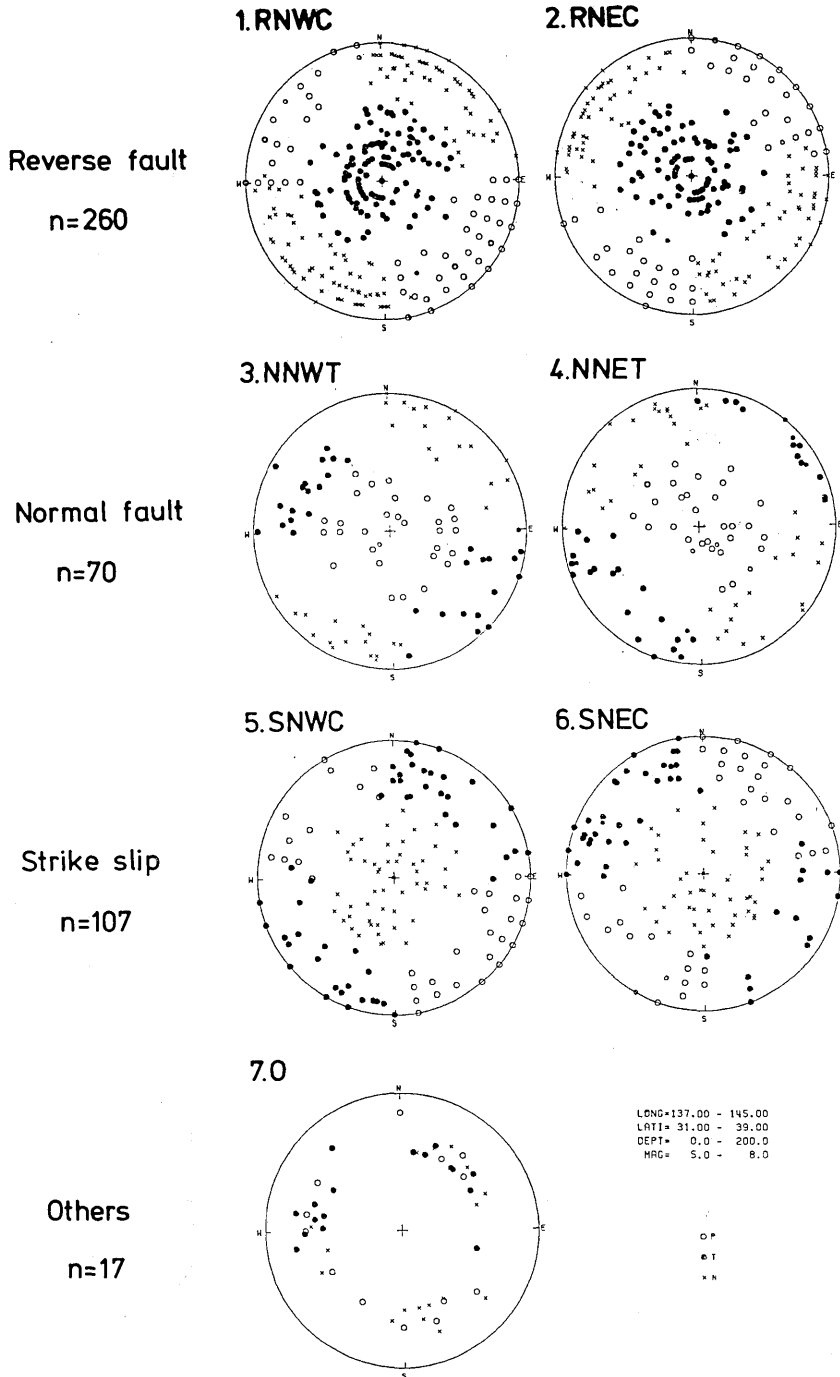 1.RNWC
2.RNEC
N
N
Reverse fault
n=260
W
E
W
E
S
S
3.NNWT
4.NNET
N
N
Normal fault
n=70
W
E
W
E
S
S
5.SNWC
6.SNEC
N
N
Strike slip
n=107
W
E
W
E
S
S
7.O
N
LONG=137.00 - 145.00
LATI= 31.00 - 39.00
DEPT= 0.0 - 200.0
MAG= 5.0 - 8.0
Others
n=17
W
E
S
P
T
N